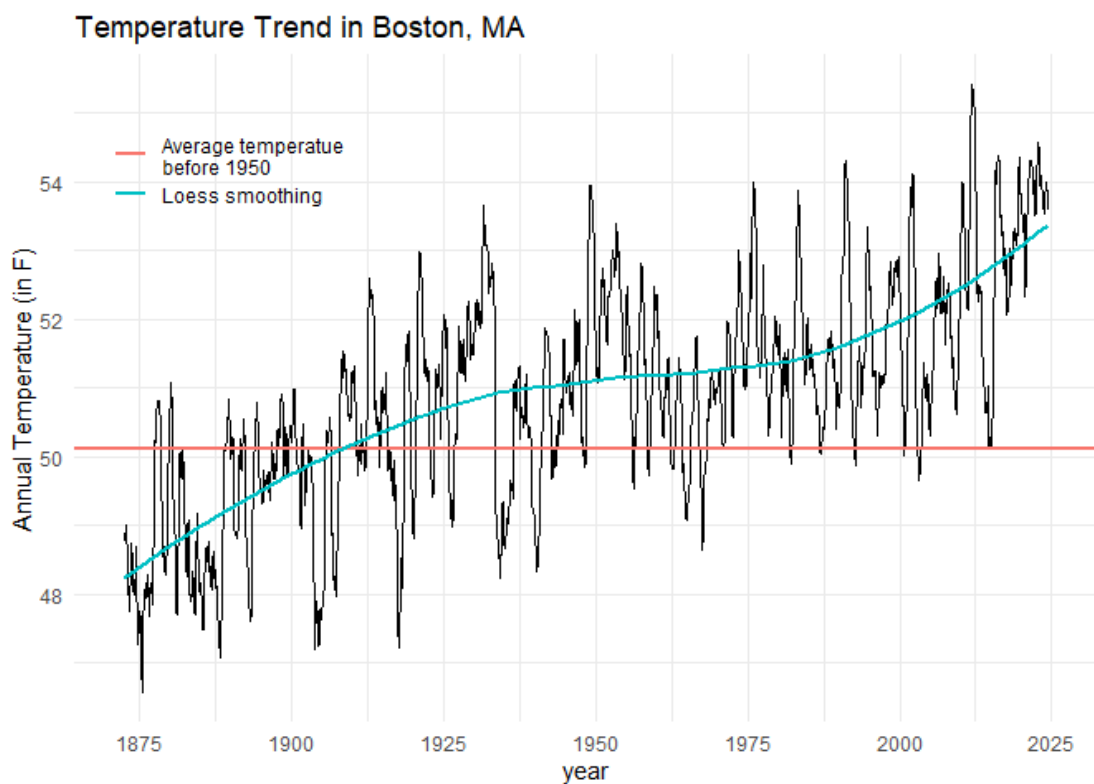 Temperature Trend in Boston, MA
Average temperatue
before 1950
Loess smoothing
Annual Temperature (in F)
54
52
50
48
1875 1900 1925 1950 1975 2000 2025
year